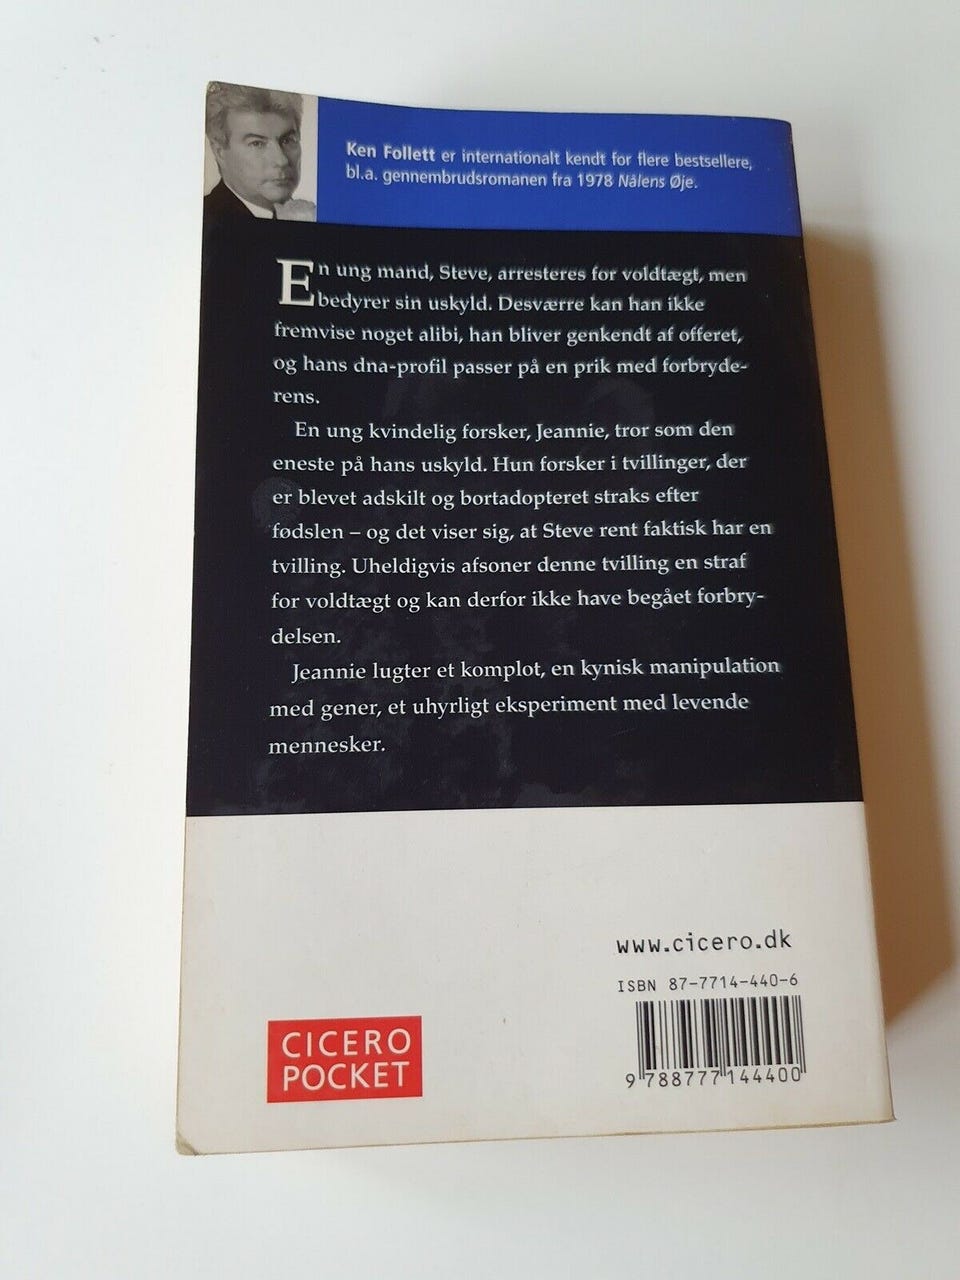 Ken Follett er internationalt kendt for flere bestsellere,
bl.a. gennembrudsromanen fra 1978 Nålens Øje.
En ung mand, Steve, arresteres for voldtægt, men
bedyrer sin uskyld. Desværre kan han ikke
fremvise noget alibi, han bliver genkendt af offeret,
og hans dna-profil passer på en prik med forbryde-
rens.
En ung kvindelig forsker, Jeannie, tror som den
eneste på hans uskyld. Hun forsker i tvillinger, der
er blevet adskilt og bortadopteret straks efter
fødslen – og det viser sig, at Steve rent faktisk har en
tvilling. Uheldigvis afsoner denne tvilling en straf
for voldtægt og kan derfor ikke have begået forbry-
delsen.
Jeannie lugter et komplot, en kynisk manipulation
med gener, et uhyrligt eksperiment med levende
mennesker.
www.cicero.dk
ISBN 87-7714-440-6
9 788777 144400
CICERO
POCKET